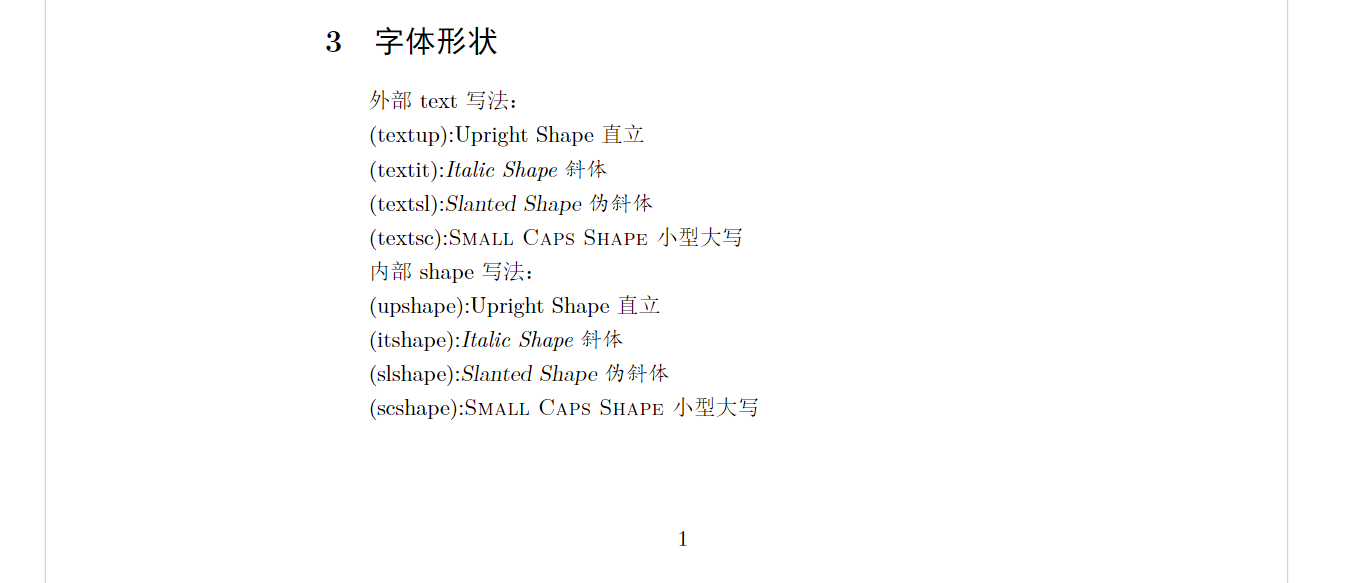 3 字体形状
外部 text 写法：
(textup):Upright Shape 直立
(textit):Italic Shape 斜体
(textsl):Slanted Shape 伪斜体
(textsc):SMALL CAPS SHAPE 小型大写
内部 shape 写法：
(upshape):Upright Shape 直立
(itshape):Italic Shape 斜体
(slshape):Slanted Shape 伪斜体
(scshape):SMALL CAPS SHAPE 小型大写
1